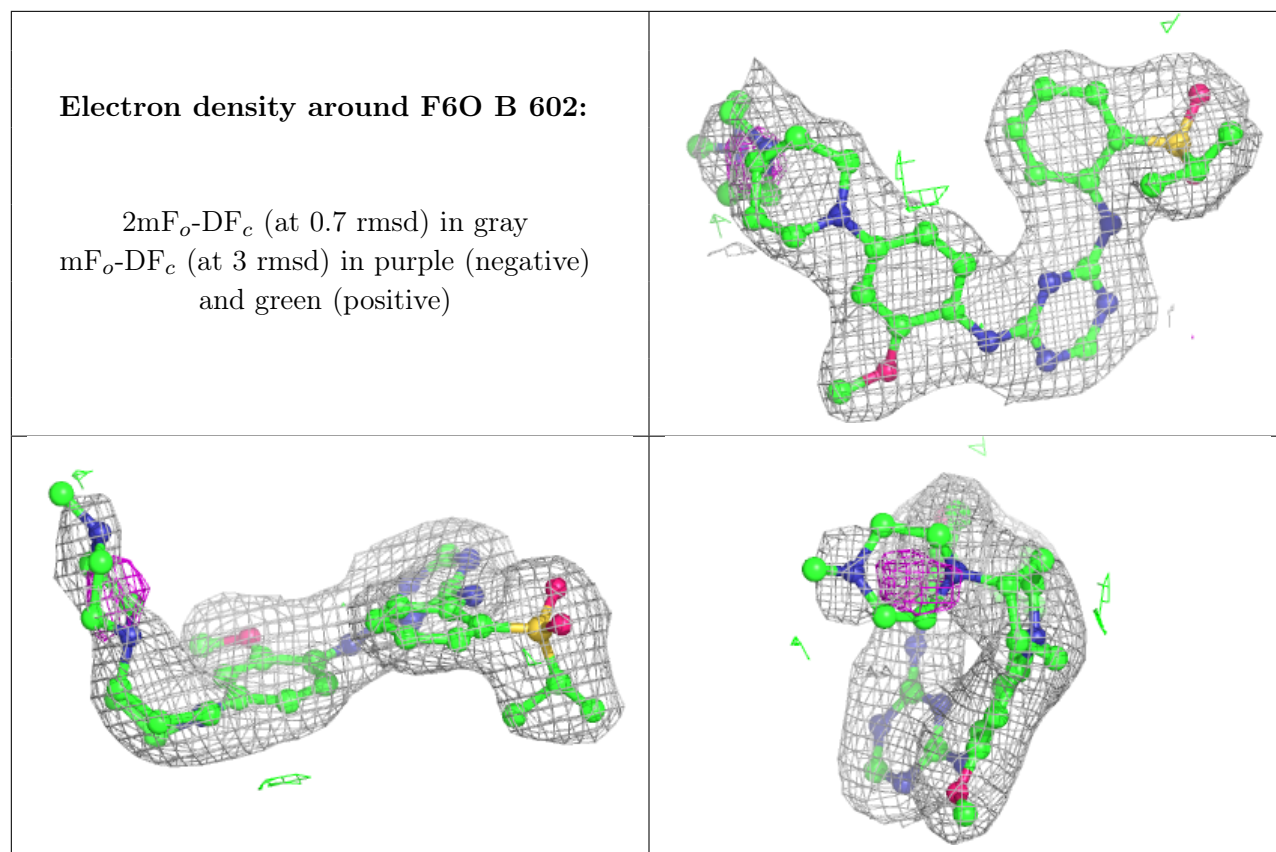 Electron density around F6O B 602:
2mFo-DFc (at 0.7 rmsd) in gray
mFo-DFc (at 3 rmsd) in purple (negative)
and green (positive)